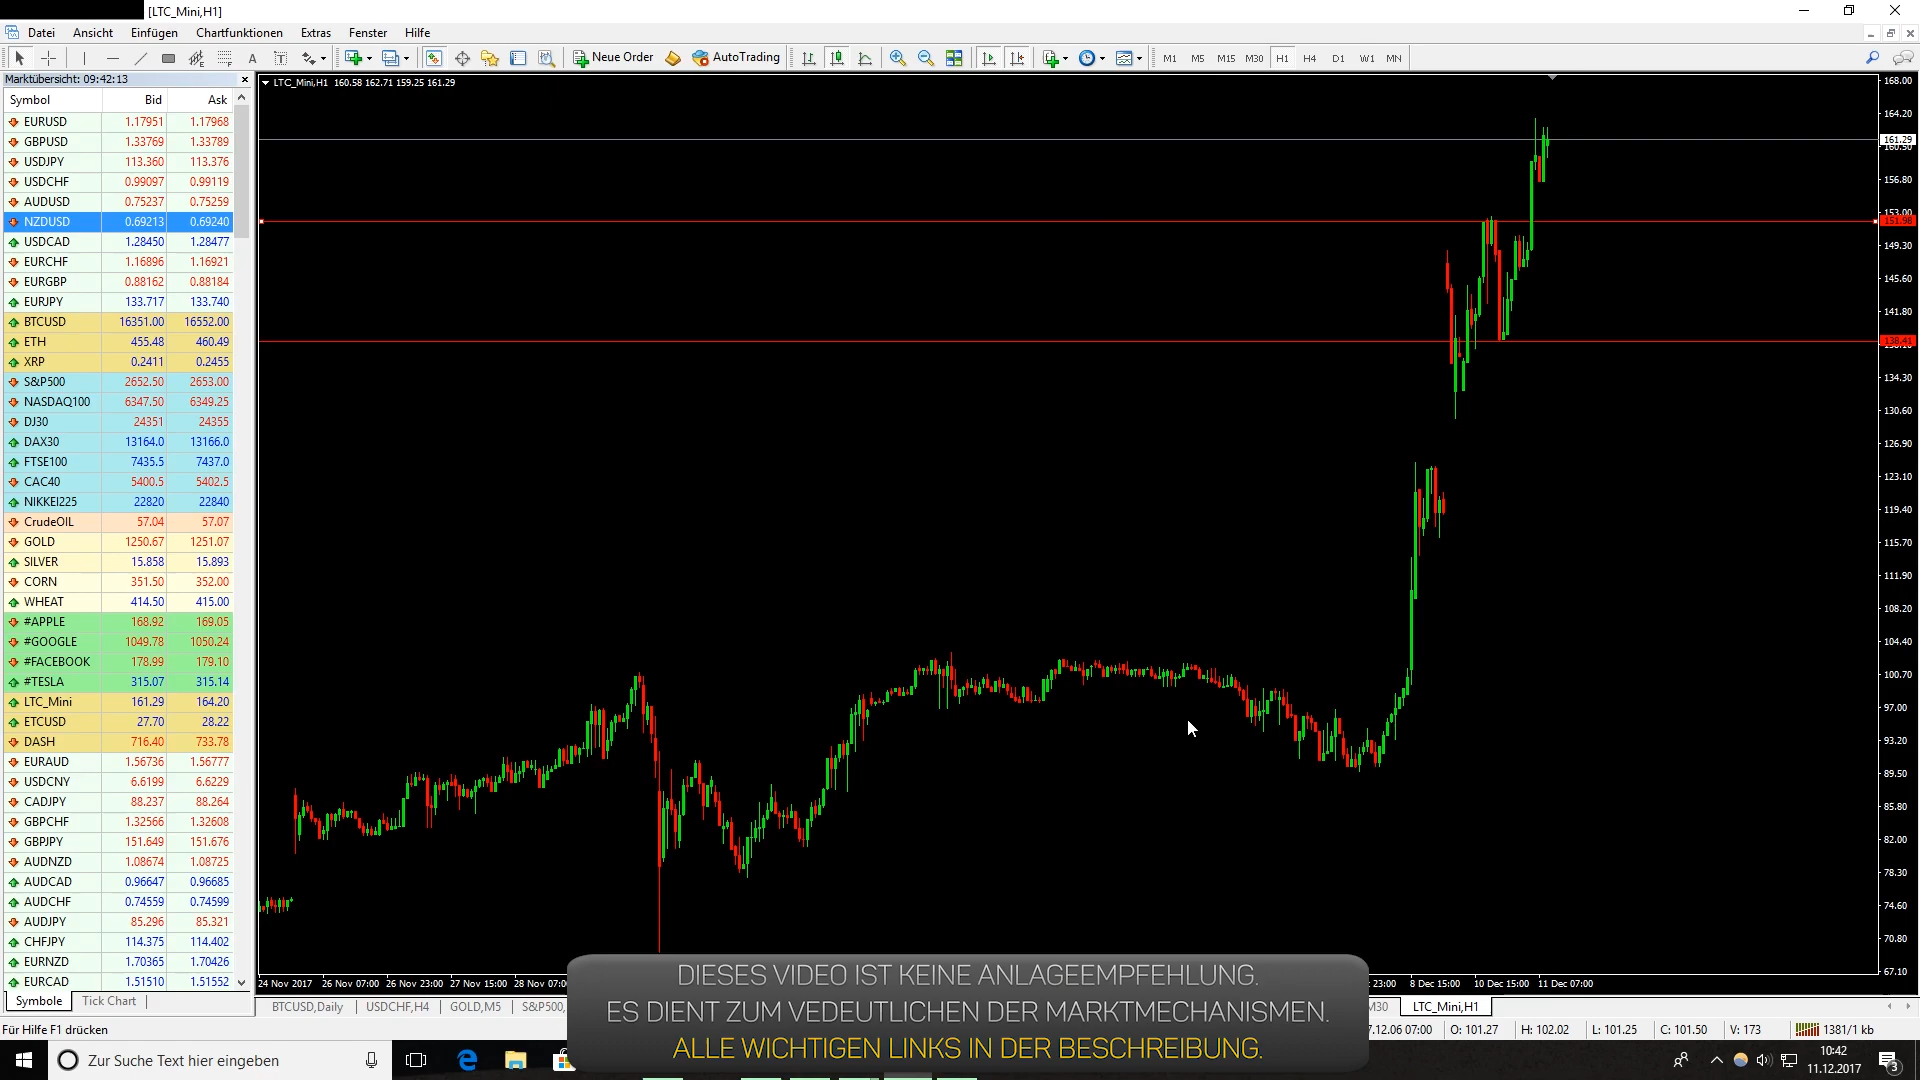 [LTC_Mini,H1]
Datei Ansicht Einfügen Chartfunktionen Extras Fenster Hilfe
A T Neue Order AutoTrading M1 M5 M15 M30 H1 H4 D1 W1 MN
Marktübersicht: 09:42:13
Symbol Bid Ask
EURUSD 1.17951 1.17968
GBPUSD 1.33769 1.33789
USDJPY 113.360 113.376
USDCHF 0.99097 0.99119
AUDUSD 0.75237 0.75259
NZDUSD 0.69213 0.69240
USDCAD 1.28450 1.28477
EURCHF 1.16896 1.16921
EURGBP 0.88162 0.88184
EURJPY 133.717 133.740
BTCUSD 16351.00 16552.00
ETH 455.48 460.49
XRP 0.2411 0.2455
S&P500 2652.50 2653.00
NASDAQ100 6347.50 6349.25
DJ30 24351 24355
DAX30 13164.0 13166.0
FTSE100 7435.5 7437.0
CAC40 5400.5 5402.5
NIKKEI225 22820 22840
CrudeOIL 57.04 57.07
GOLD 1250.67 1251.07
SILVER 15.858 15.893
CORN 351.50 352.00
WHEAT 414.50 415.00
#APPLE 168.92 169.05
#GOOGLE 1049.78 1050.24
#FACEBOOK 178.99 179.10
#TESLA 315.07 315.14
LTC_Mini 161.29 164.20
ETCUSD 27.70 28.22
DASH 716.40 733.78
EURAUD 1.56736 1.56777
USDCNY 6.6199 6.6229
CADJPY 88.237 88.264
GBPCHF 1.32566 1.32608
GBPJPY 151.649 151.676
AUDNZD 1.08674 1.08725
AUDCAD 0.96647 0.96685
AUDCHF 0.74559 0.74599
AUDJPY 85.296 85.321
CHFJPY 114.375 114.402
EURNZD 1.70365 1.70426
EURCAD 1.51510 1.51552
Symbole Tick Chart
LTC_Mini,H1 160.58 162.71 159.25 161.29
168.00
164.20
161.29
160.50
156.80
153.00
151.98
149.30
145.60
141.80
138.41
134.30
130.60
126.90
123.10
119.40
115.70
111.90
108.20
104.40
100.70
97.00
93.20
89.50
85.80
82.00
78.30
74.60
70.80
67.10
24 Nov 2017 26 Nov 07:00 26 Nov 23:00 27 Nov 15:00 28 Nov 07:0 23:00 8 Dec 15:00 10 Dec 15:00 11 Dec 07:00
BTCUSD,Daily USDCHF,H4 GOLD,M5 S&P500, M30 LTC_Mini,H1
DIESES VIDEO IST KEINE ANLAGEEMPFEHLUNG.
ES DIENT ZUM VEDEUTLICHEN DER MARKTMECHANISMEN.
ALLE WICHTIGEN LINKS IN DER BESCHREIBUNG.
Für Hilfe F1 drücken 7.12.06 07:00 O: 101.27 H: 102.02 L: 101.25 C: 101.50 V: 173 1381/1 kb
Zur Suche Text hier eingeben
10:42
11.12.2017
3